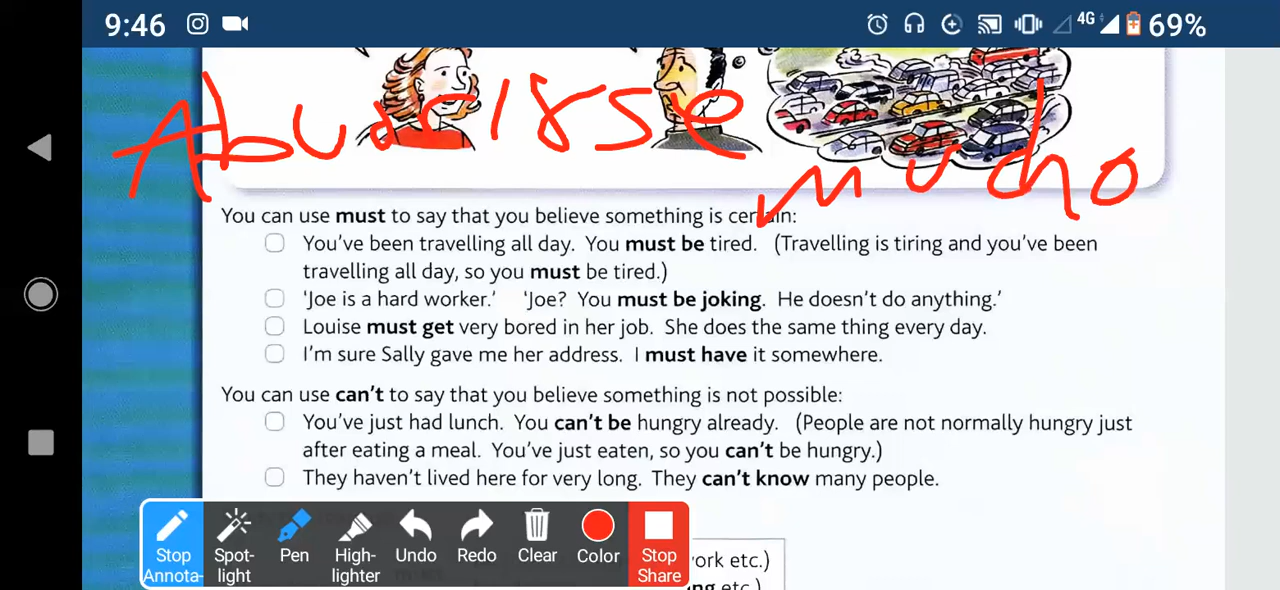 9:46 4G 69%
Aburrirse
mucho
You can use must to say that you believe something is certain:
You've been travelling all day. You must be tired. (Travelling is tiring and you've been
travelling all day, so you must be tired.)
'Joe is a hard worker.' 'Joe? You must be joking. He doesn't do anything.'
Louise must get very bored in her job. She does the same thing every day.
I'm sure Sally gave me her address. I must have it somewhere.
You can use can't to say that you believe something is not possible:
You've just had lunch. You can't be hungry already. (People are not normally hungry just
after eating a meal. You've just eaten, so you can't be hungry.)
They haven't lived here for very long. They can't know many people.
ork etc.)
ng etc.)
Stop Annota- Spot-light Pen High-lighter Undo Redo Clear Color Stop Share